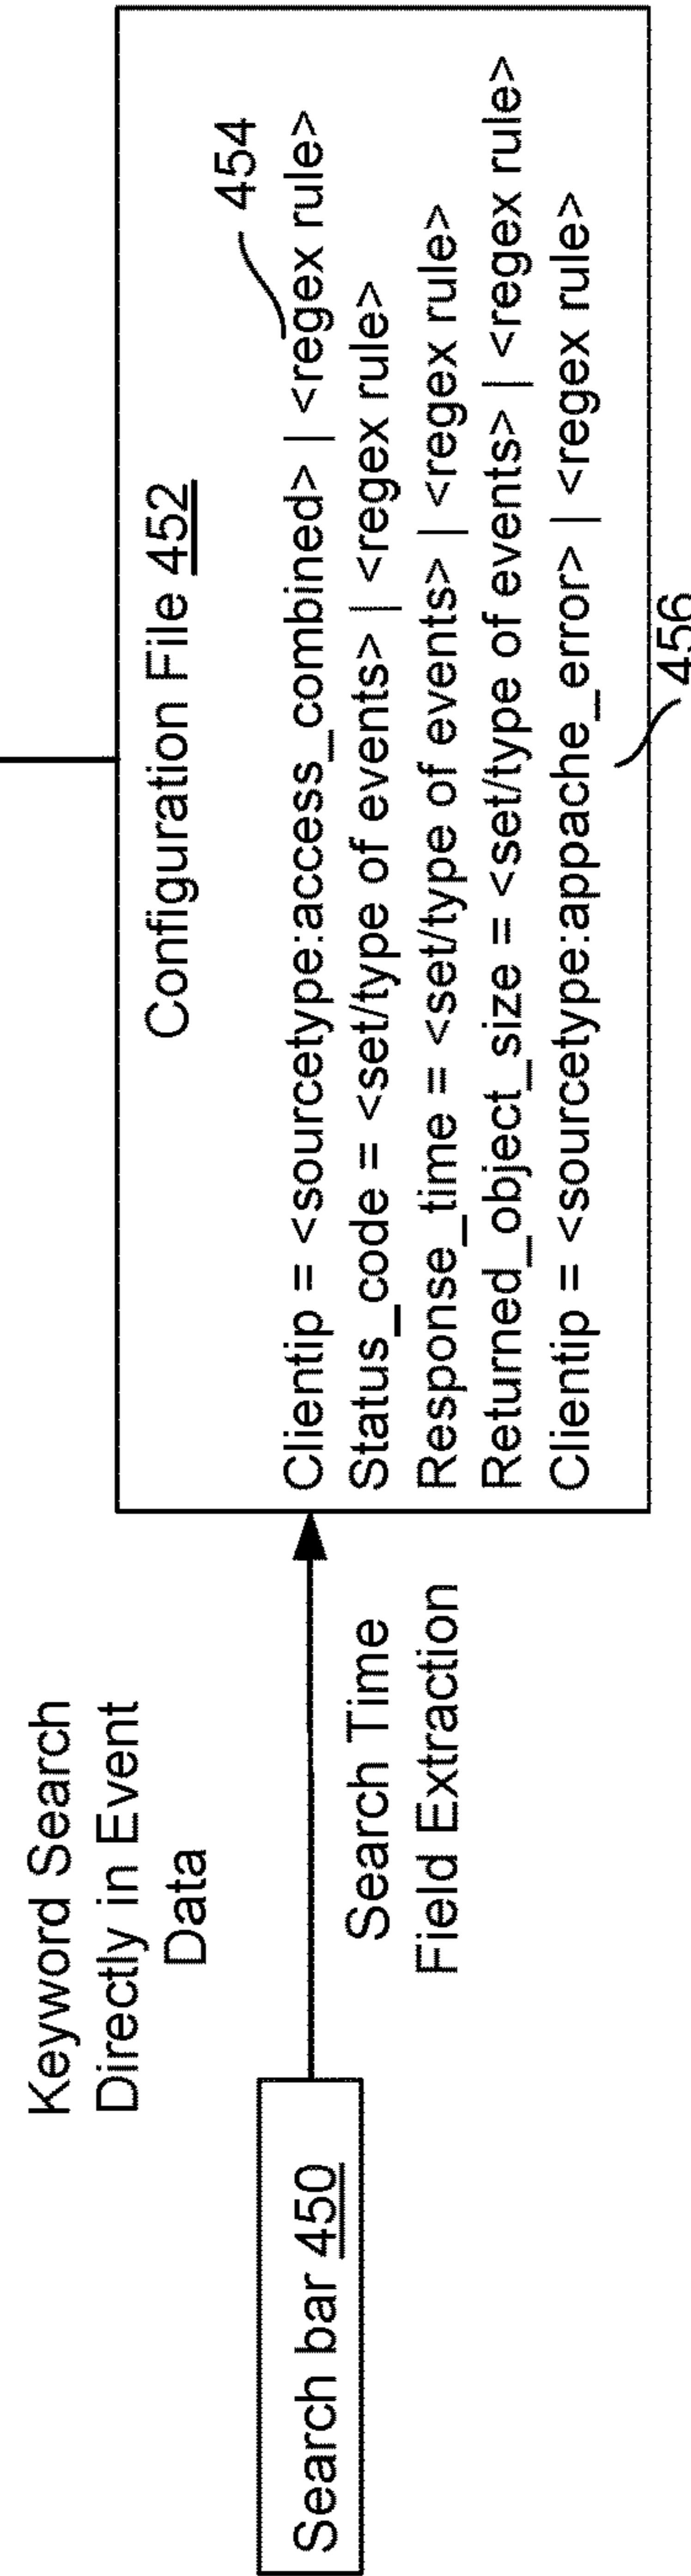 Keyword Search
Directly in Event
Data
Search bar 450
Search Time
Field Extraction
Configuration File 452
454
Clientip = <sourcetype:access_combined> | <regex rule>
Status_code = <set/type of events> | <regex rule>
Response_time = <set/type of events> | <regex rule>
Returned_object_size = <set/type of events> | <regex rule>
Clientip = <sourcetype:appache_error> | <regex rule>
456